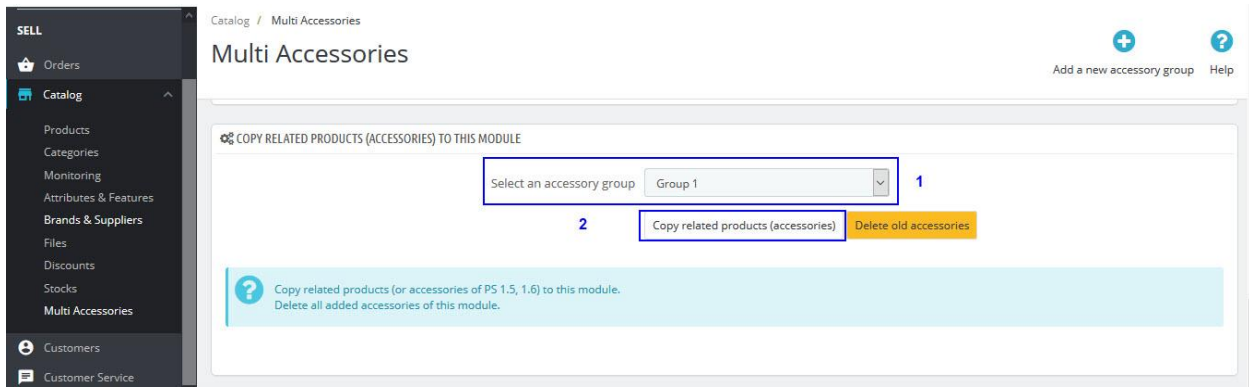 SELL
Orders
Catalog
Products
Categories
Monitoring
Attributes & Features
Brands & Suppliers
Files
Discounts
Stocks
Multi Accessories
Customers
Customer Service
Catalog / Multi Accessories
Multi Accessories
Add a new accessory group
Help
COPY RELATED PRODUCTS (ACCESSORIES) TO THIS MODULE
Select an accessory group Group 1 1
2 Copy related products (accessories) Delete old accessories
Copy related products (or accessories of PS 1.5, 1.6) to this module.
Delete all added accessories of this module.